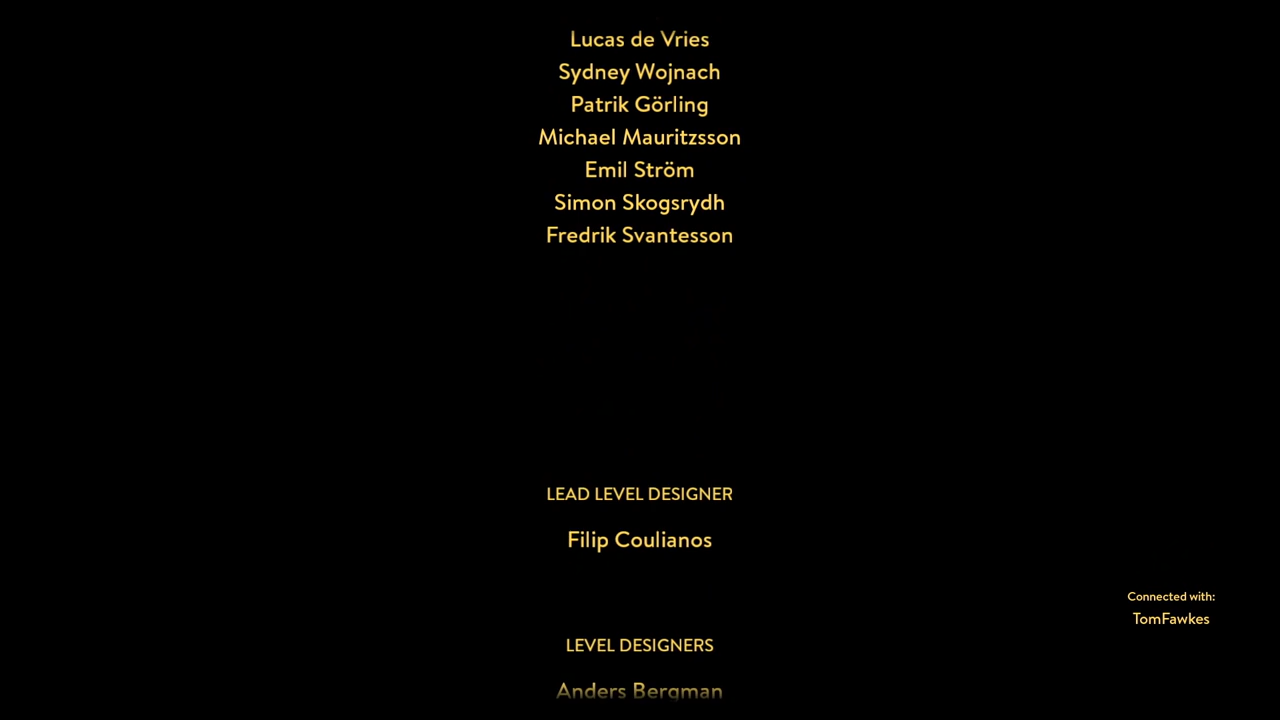 Lucas de Vries
Sydney Wojnach
Patrik Görling
Michael Mauritzsson
Emil Ström
Simon Skogsrydh
Fredrik Svantesson
LEAD LEVEL DESIGNER
Filip Coulianos
Connected with:
TomFawkes
LEVEL DESIGNERS
Anders Bergman